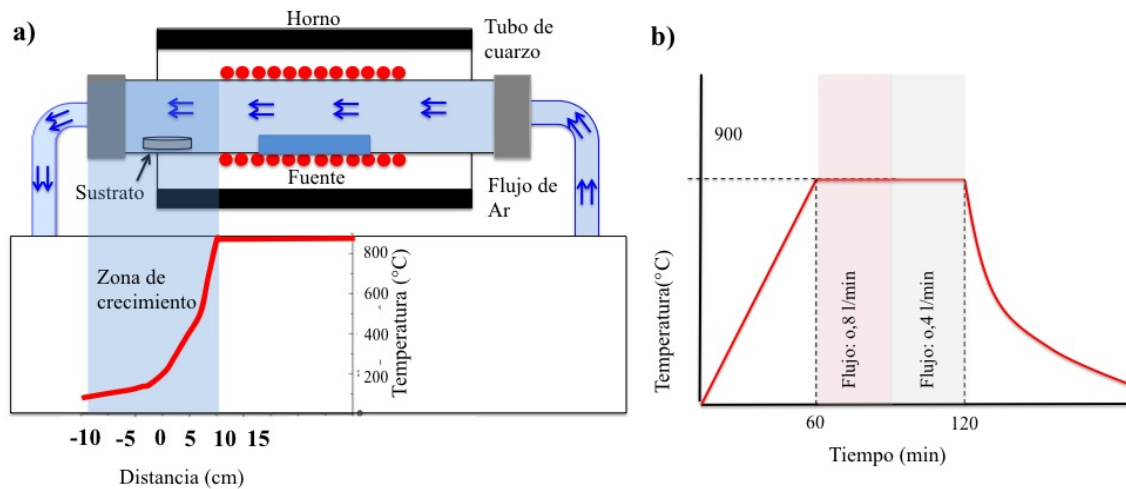 a)
Horno
Tubo de
cuarzo
Sustrato
Fuente
Flujo de
Ar
Zona de
crecimiento
800
600
400
200
0
Temperatura (°C)
-10 -5 0 5 10 15
Distancia (cm)
b)
900
Temperatura(°C)
Flujo: o,8 l/min
Flujo: o,4 l/min
60
120
Tiempo (min)